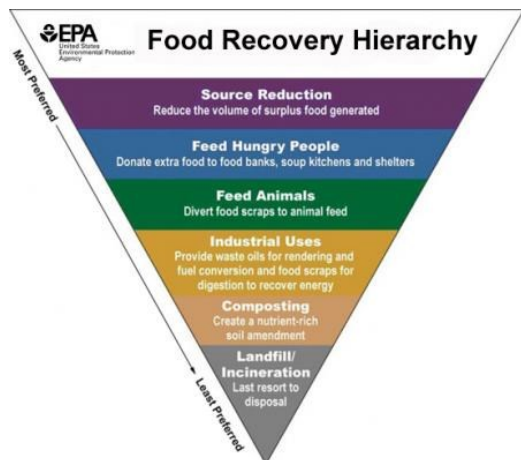 EPA
United States
Environmental Protection
Agency
Food Recovery Hierarchy
Most Preferred
Source Reduction
Reduce the volume of surplus food generated
Feed Hungry People
Donate extra food to food banks, soup kitchens and shelters
Feed Animals
Divert food scraps to animal feed
Industrial Uses
Provide waste oils for rendering and
fuel conversion and food scraps for
digestion to recover energy
Composting
Create a nutrient-rich
soil amendment
Landfill/
Incineration
Last resort to
disposal
Least Preferred